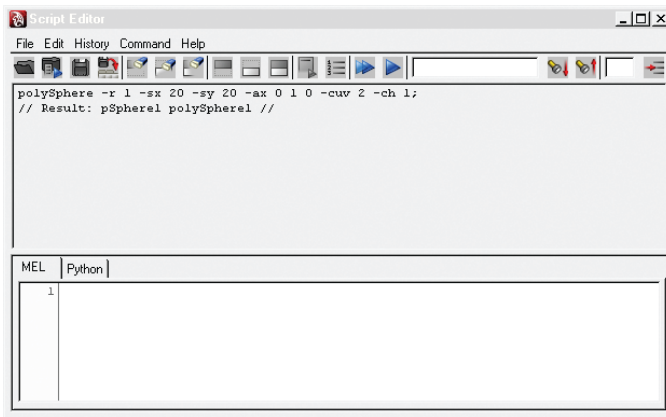 Script Editor
File Edit History Command Help
polySphere -r 1 -sx 20 -sy 20 -ax 0 1 0 -cuv 2 -ch 1;
// Result: pSphere1 polySphere1 //
MEL Python
1